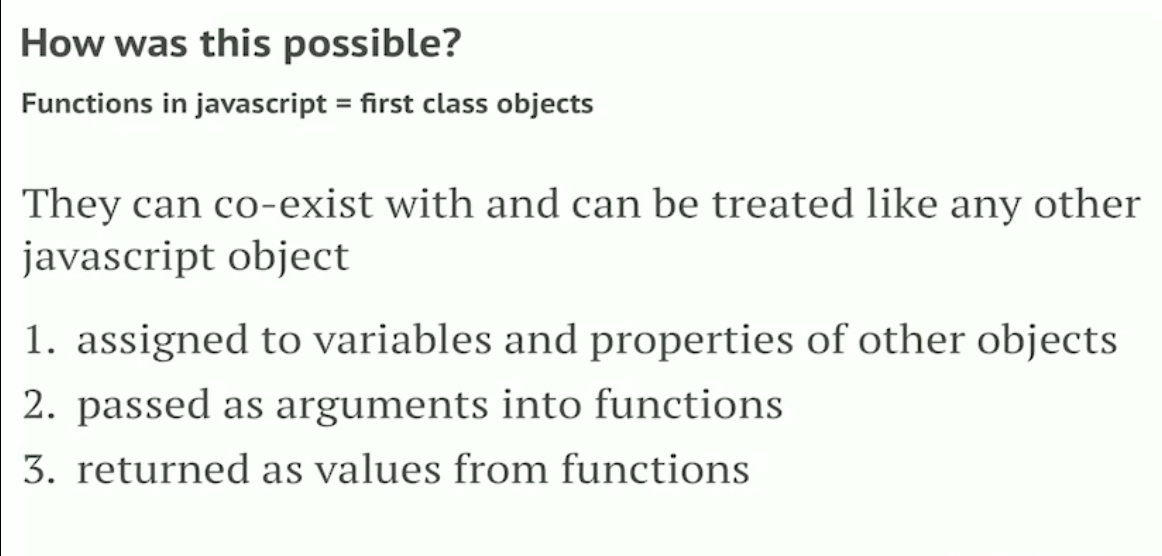 How was this possible?
Functions in javascript = first class objects
They can co-exist with and can be treated like any other
javascript object
1. assigned to variables and properties of other objects
2. passed as arguments into functions
3. returned as values from functions